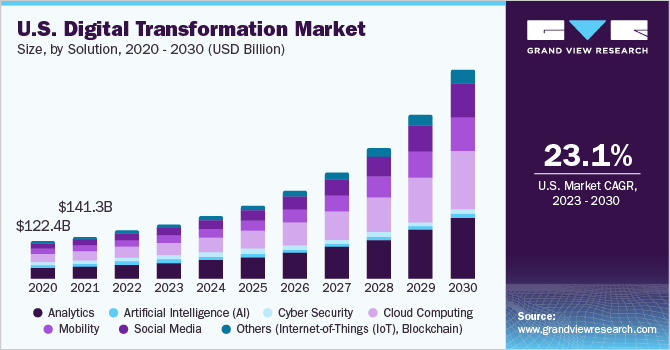 U.S. Digital Transformation Market
Size, by Solution, 2020 - 2030 (USD Billion)
$122.4B
$141.3B
2020 2021 2022 2023 2024 2025 2026 2027 2028 2029 2030
Analytics Artificial Intelligence (AI) Cyber Security Cloud Computing
Mobility Social Media Others (Internet-of-Things (IoT), Blockchain)
GVR
GRAND VIEW RESEARCH
23.1%
U.S. Market CAGR,
2023 - 2030
Source:
www.grandviewresearch.com